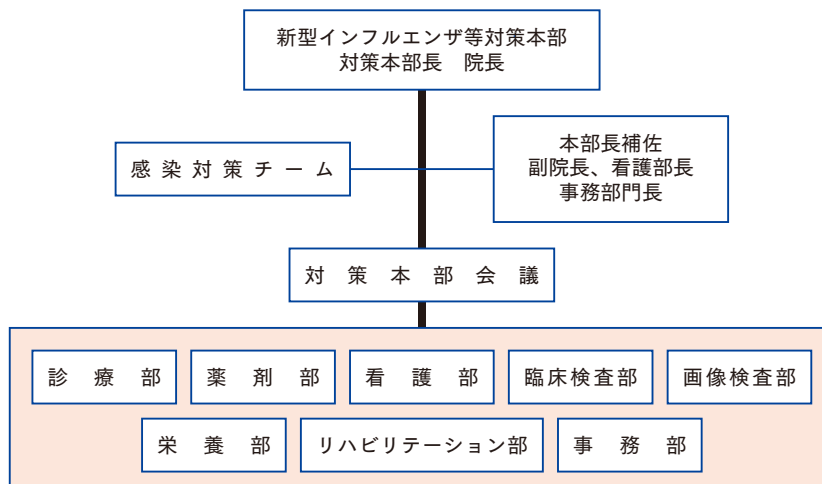 新型インフルエンザ等対策本部
対策本部長　院長
感染対策チーム
本部長補佐
副院長、看護部長
事務部門長
対策本部会議
診療部
薬剤部
看護部
臨床検査部
画像検査部
栄養部
リハビリテーション部
事務部